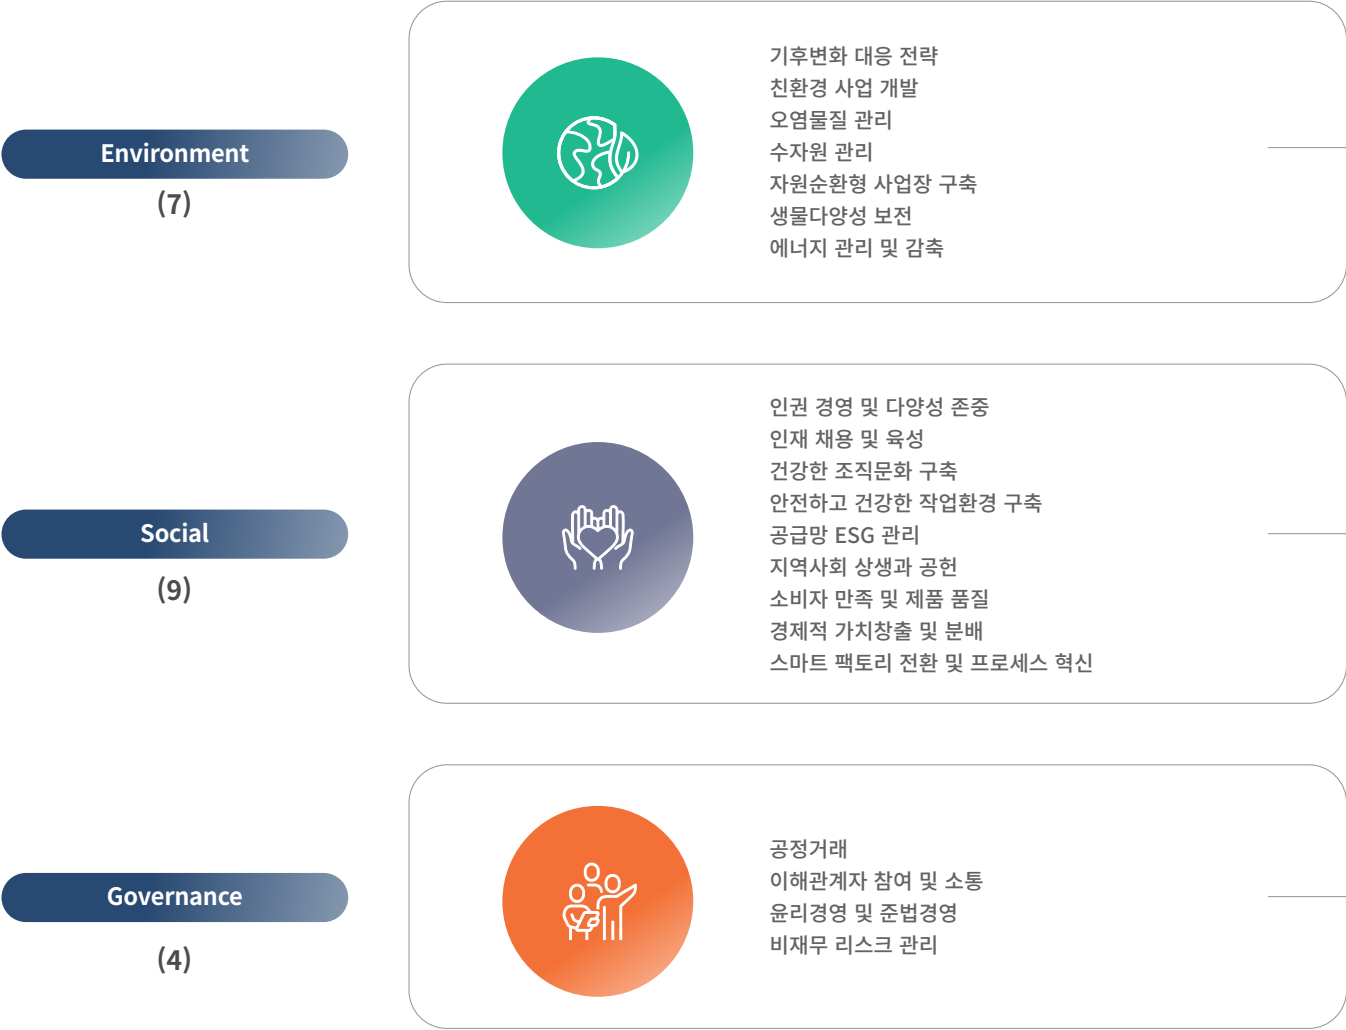 Environment
(7)
기후변화 대응 전략
친환경 사업 개발
오염물질 관리
수자원 관리
자원순환형 사업장 구축
생물다양성 보전
에너지 관리 및 감축
Social
(9)
인권 경영 및 다양성 존중
인재 채용 및 육성
건강한 조직문화 구축
안전하고 건강한 작업환경 구축
공급망 ESG 관리
지역사회 상생과 공헌
소비자 만족 및 제품 품질
경제적 가치창출 및 분배
스마트 팩토리 전환 및 프로세스 혁신
Governance
(4)
공정거래
이해관계자 참여 및 소통
윤리경영 및 준법경영
비재무 리스크 관리